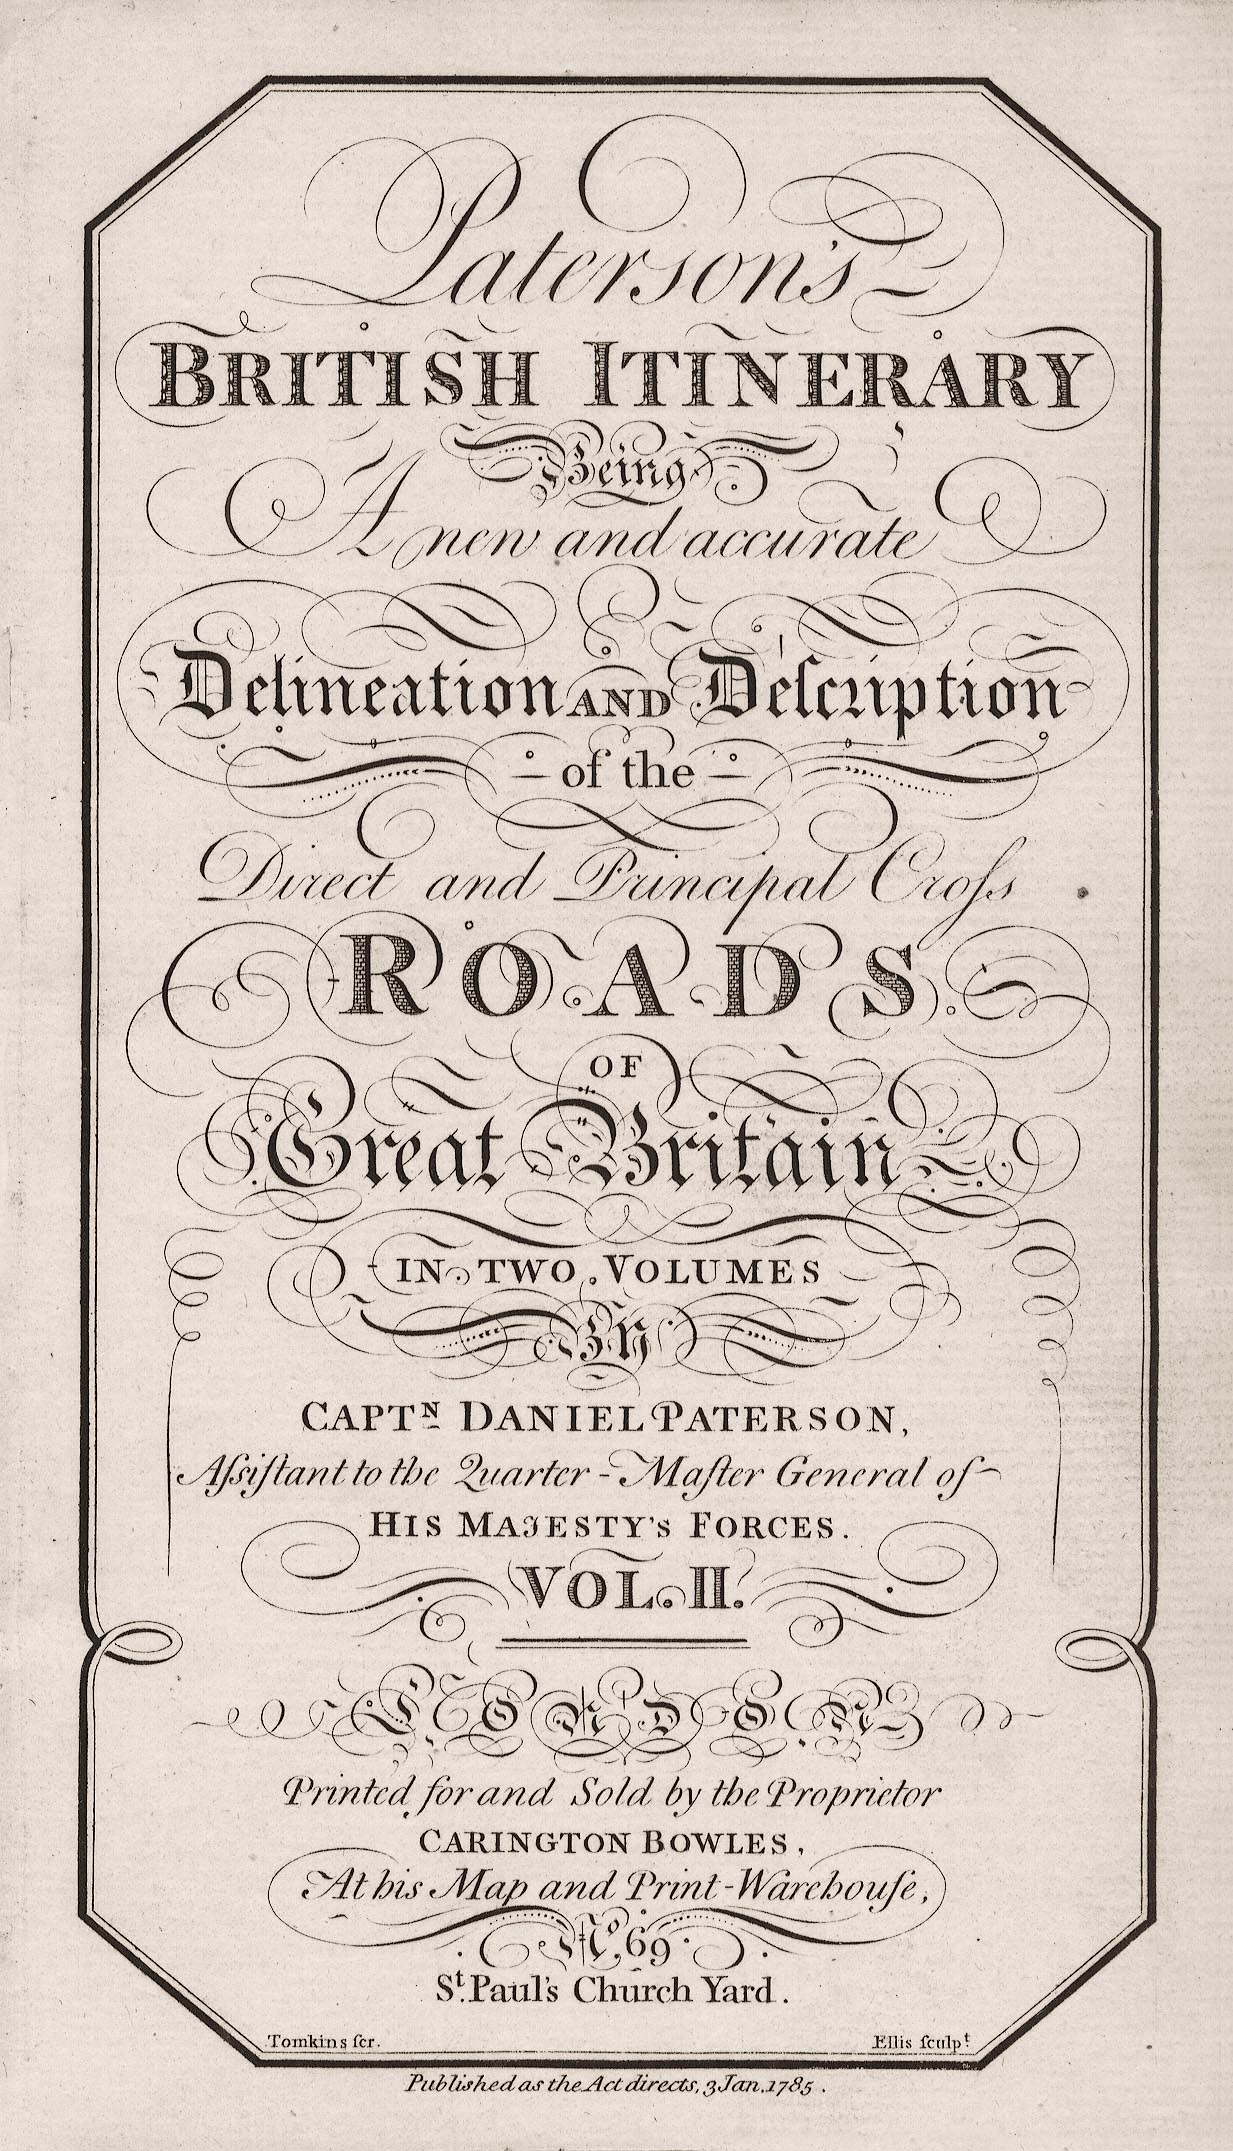 Paterson's
BRITISH ITINERARY
Being
A new and accurate
Delineation AND Deſcription
of the
Direct and Principal Croſs
ROADS
OF
Great Britain
IN TWO VOLUMES
BY
CAPTN DANIEL PATERSON,
Aſsiſtant to the Quarter-Maſter General of
HIS MAJESTY'S FORCES.
VOL. II.
LONDON
Printed for and Sold by the Proprietor
CARINGTON BOWLES,
At his Map and Print-Warehouſe,
No. 69
St. Paul's Church Yard.
Tomkins ſcr.
Ellis ſculpt.
Published as the Act directs, 3 Jan. 1785.